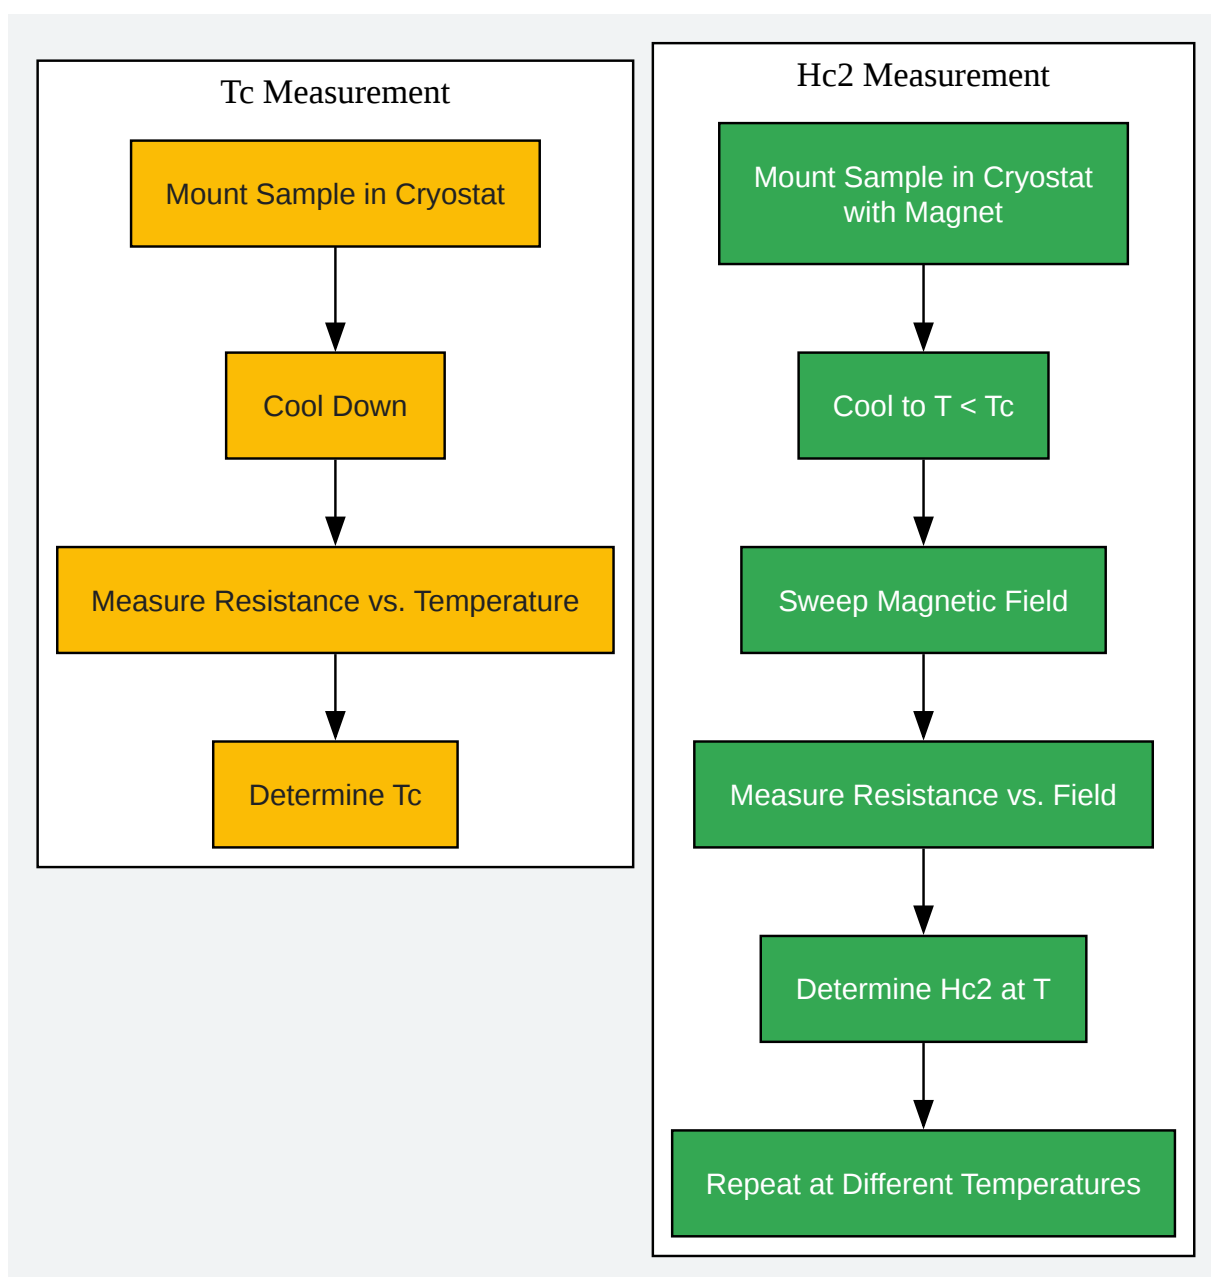 Tc Measurement
Mount Sample in Cryostat
Cool Down
Measure Resistance vs. Temperature
Determine Tc
Hc2 Measurement
Mount Sample in Cryostat
with Magnet
Cool to T < Tc
Sweep Magnetic Field
Measure Resistance vs. Field
Determine Hc2 at T
Repeat at Different Temperatures